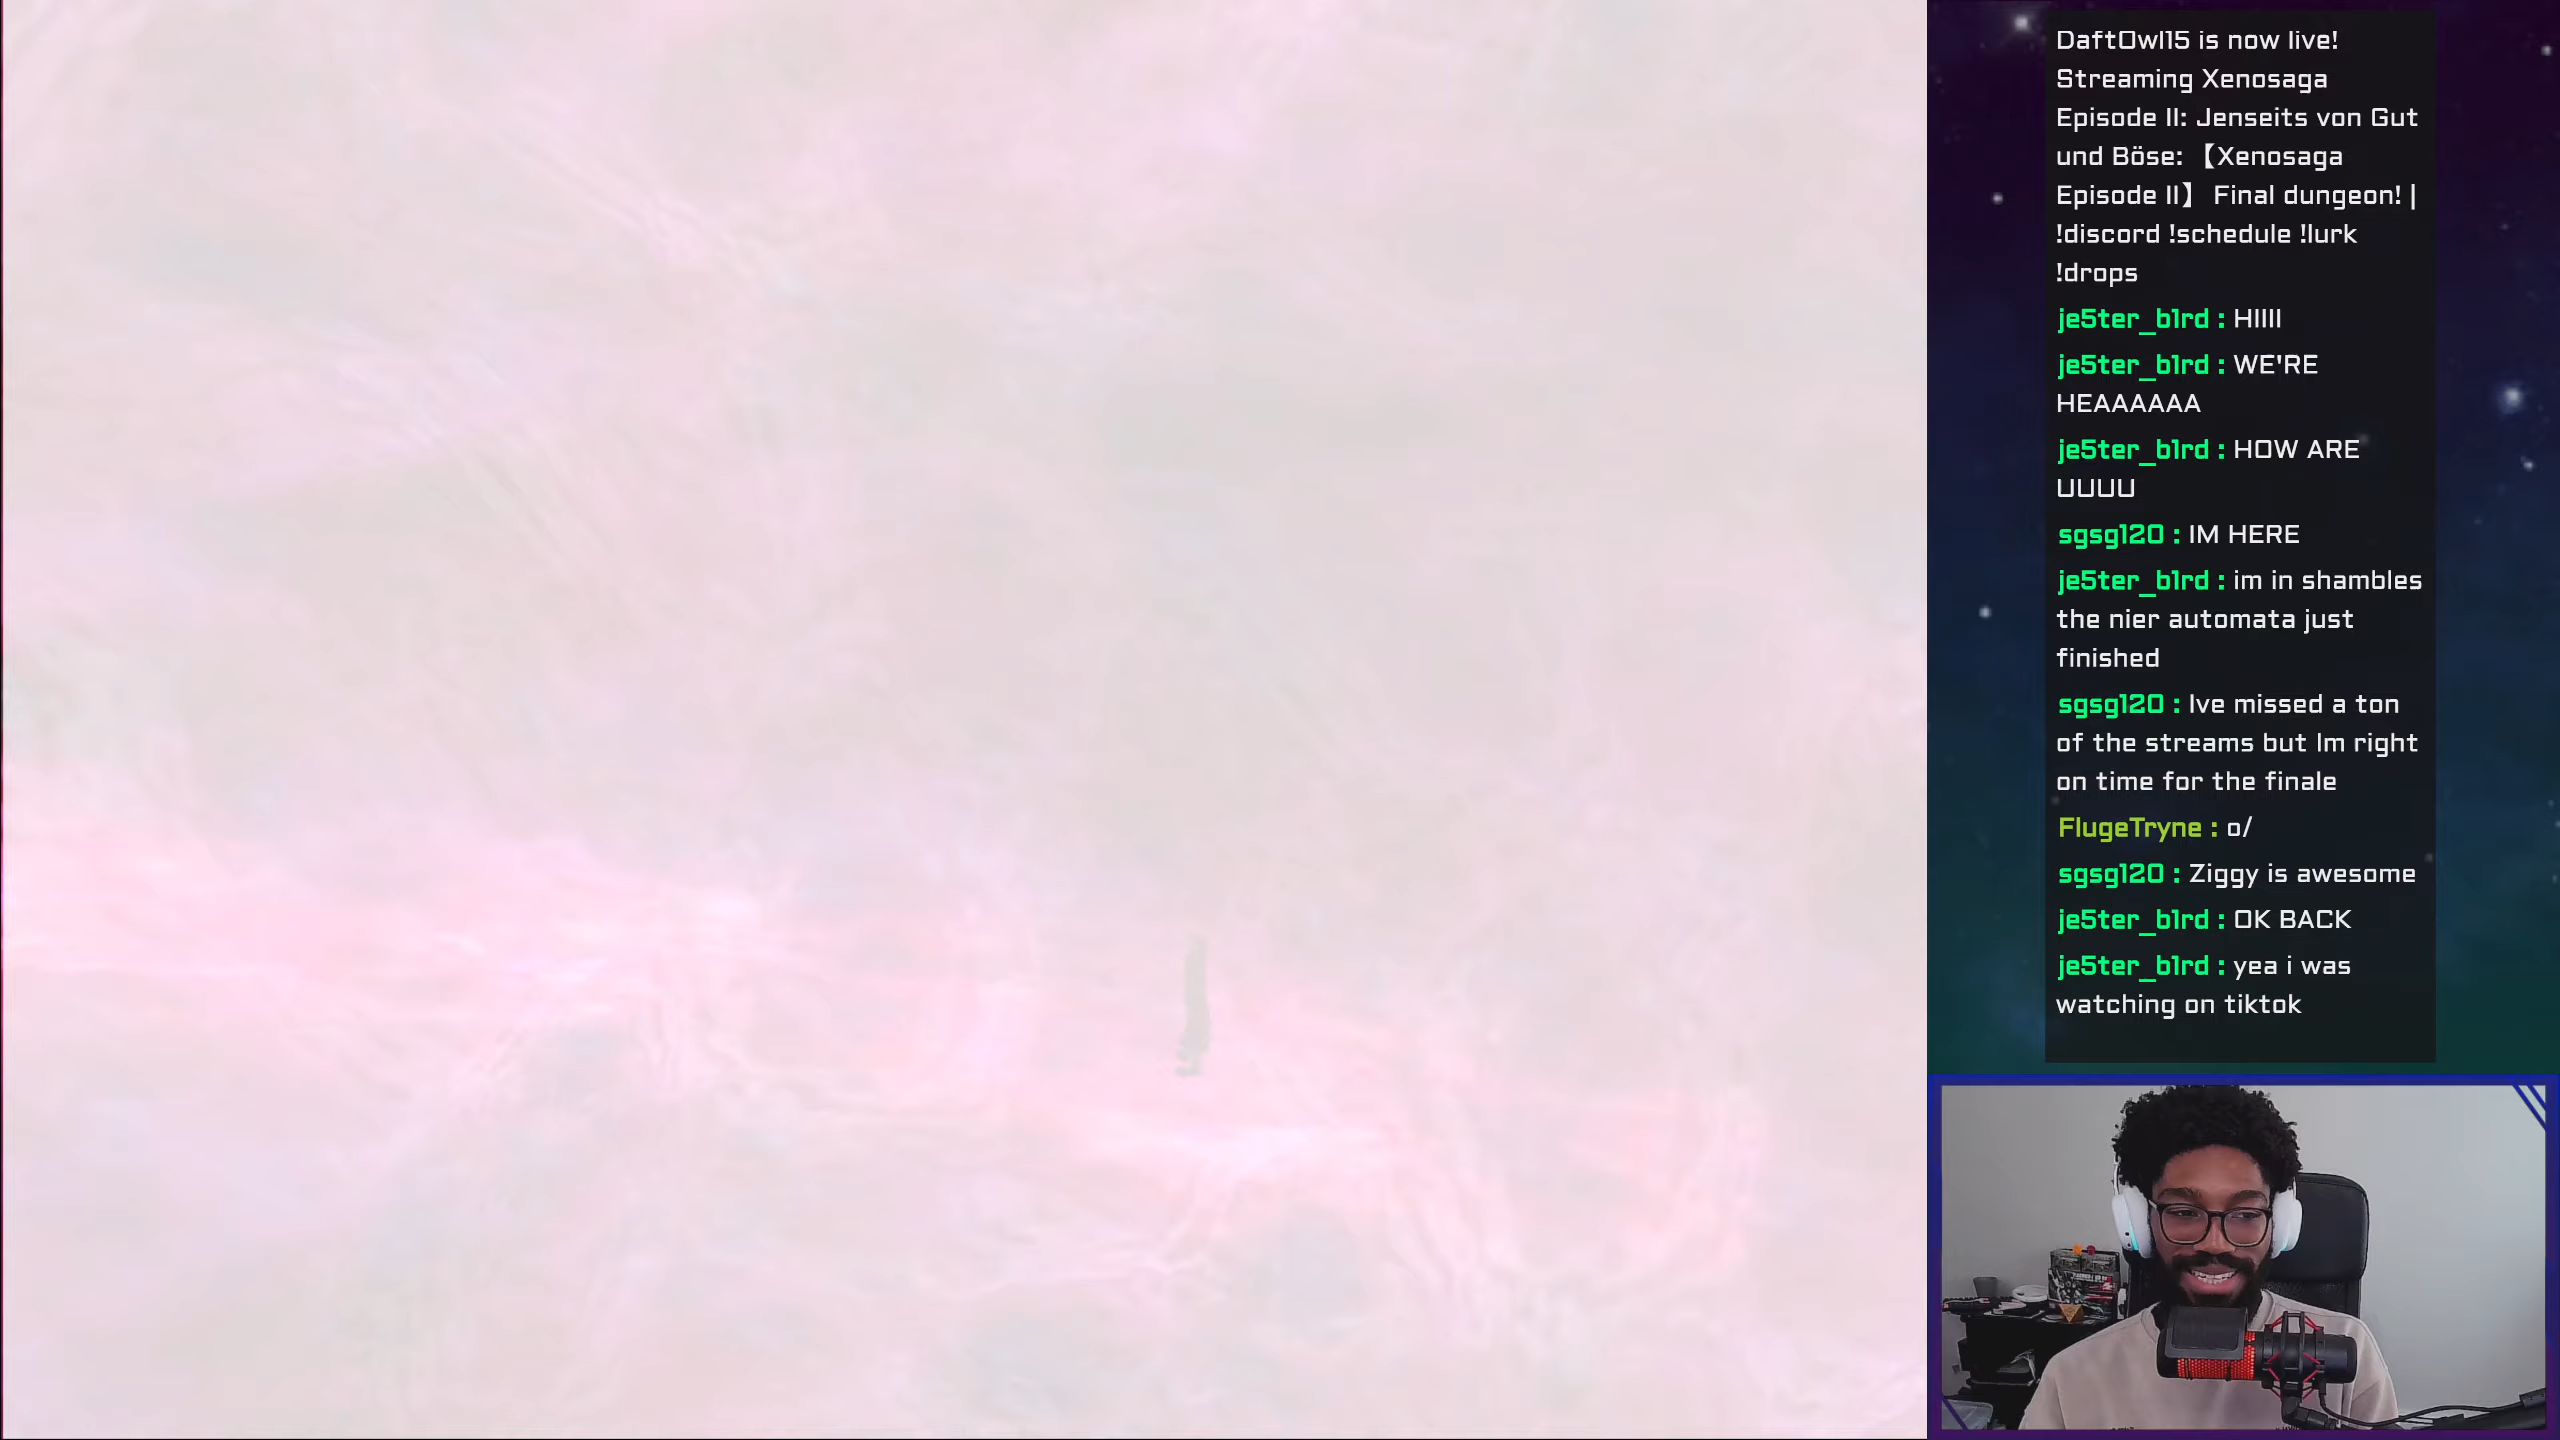 DaftOwl15 is now live!
Streaming Xenosaga
Episode II: Jenseits von Gut
und Böse: 【Xenosaga
Episode II】 Final dungeon! |
!discord !schedule !lurk
!drops
je5ter_b1rd : HIIII
je5ter_b1rd : WE'RE
HEAAAAAA
je5ter_b1rd : HOW ARE
UUUU
sgsg120 : IM HERE
je5ter_b1rd : im in shambles
the nier automata just
finished
sgsg120 : Ive missed a ton
of the streams but Im right
on time for the finale
FlugeTryne : o/
sgsg120 : Ziggy is awesome
je5ter_b1rd : OK BACK
je5ter_b1rd : yea i was
watching on tiktok